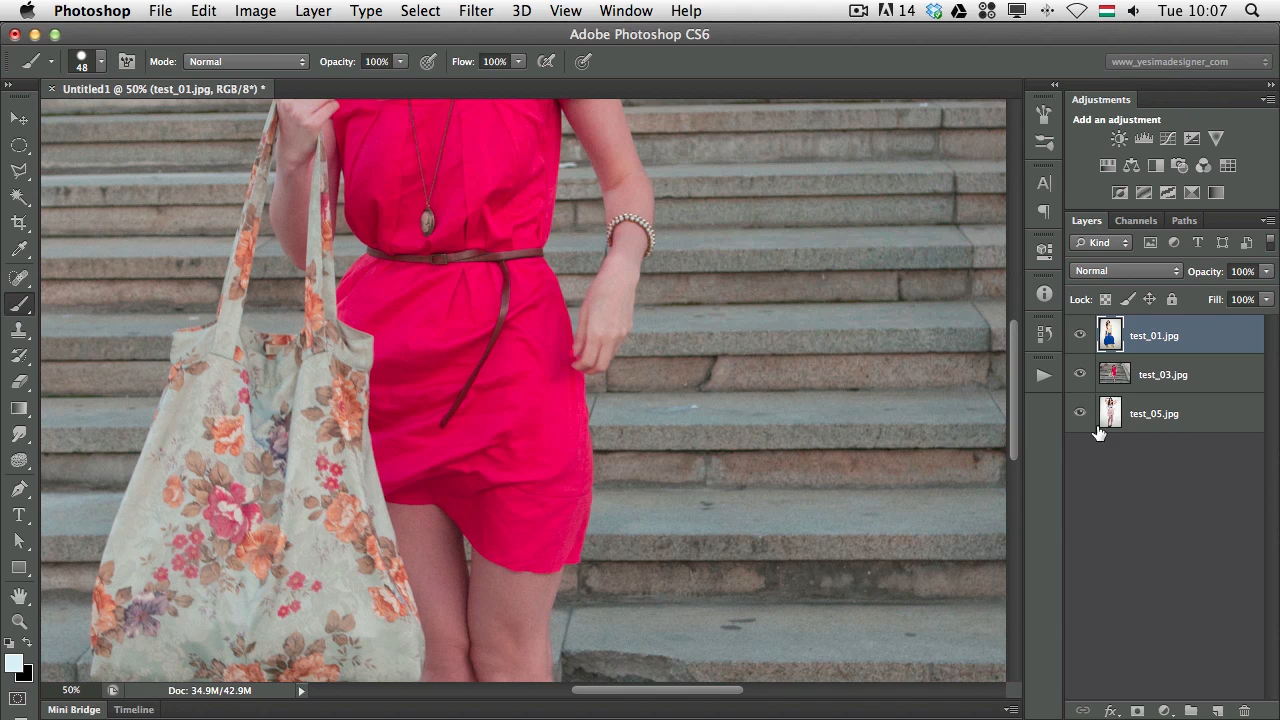 Photoshop File Edit Image Layer Type Select Filter 3D View Window Help 14 Tue 10:07
Adobe Photoshop CS6
48 Mode: Normal Opacity: 100% Flow: 100% www_yesimadesigner_com
Untitled1 @ 50% (test_01.jpg, RGB/8*) *
Adjustments
Add an adjustment
Layers Channels Paths
Kind
Normal Opacity: 100%
Lock: Fill: 100%
test_01.jpg
test_03.jpg
test_05.jpg
50% Doc: 34.9M/42.9M
Mini Bridge Timeline
fx